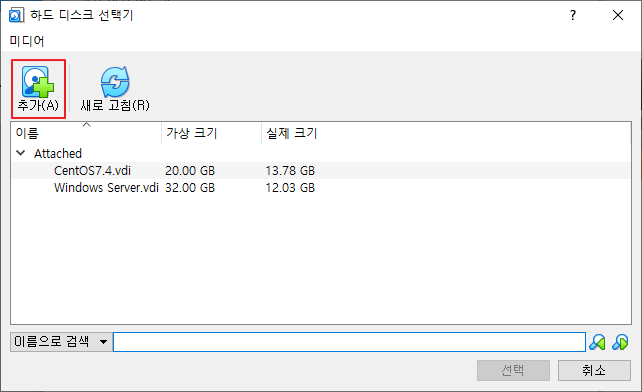 하드 디스크 선택기
?
미디어
추가(A) 새로 고침(R)
이름 가상 크기 실제 크기
Attached
CentOS7.4.vdi 20.00 GB 13.78 GB
Windows Server.vdi 32.00 GB 12.03 GB
이름으로 검색
선택 취소